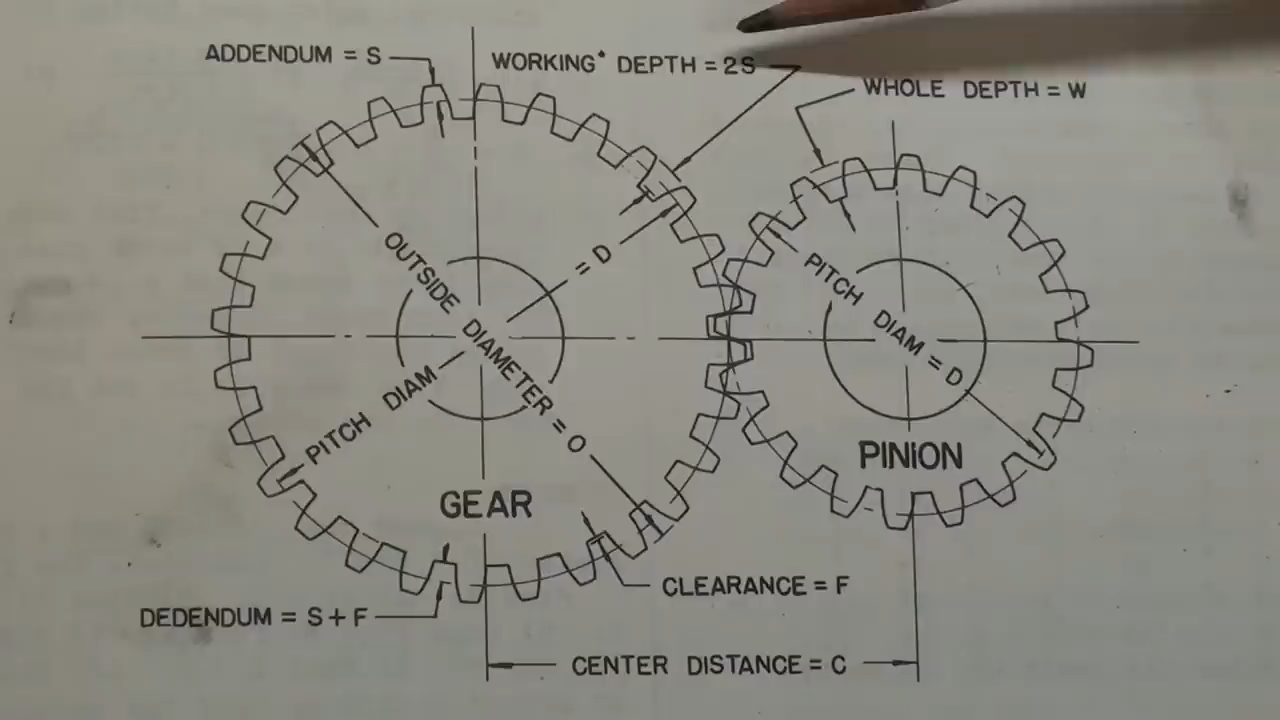 ADDENDUM = S
WORKING* DEPTH = 2S
WHOLE DEPTH = W
OUTSIDE DIAMETER = O
PITCH DIAM = D
PITCH DIAM = D
PINION
GEAR
CLEARANCE = F
DEDENDUM = S + F
CENTER DISTANCE = C